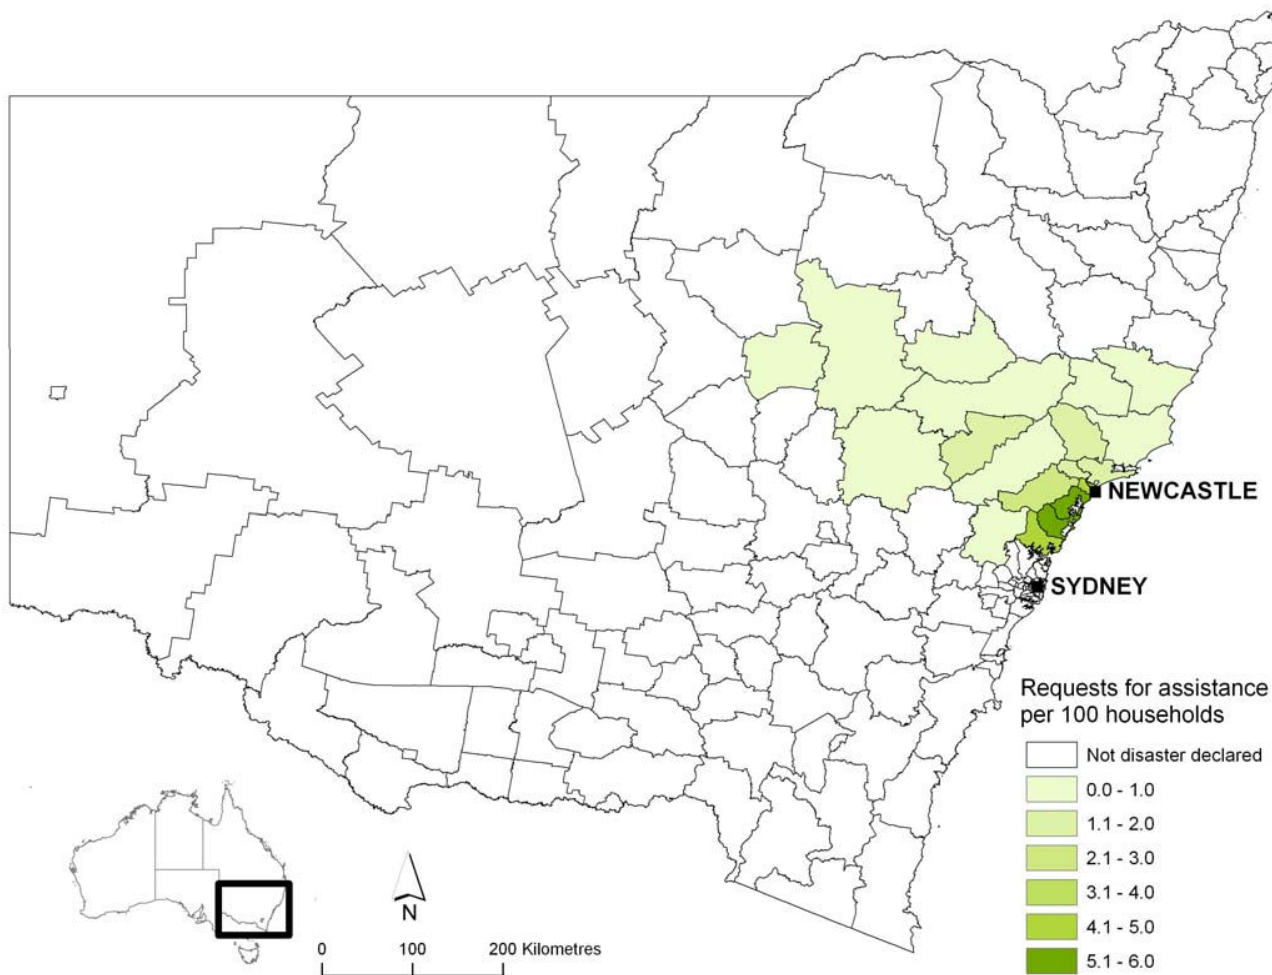 NEWCASTLE
SYDNEY
Requests for assistance
per 100 households
Not disaster declared
0.0 - 1.0
1.1 - 2.0
2.1 - 3.0
3.1 - 4.0
4.1 - 5.0
5.1 - 6.0
N
0 100 200 Kilometres